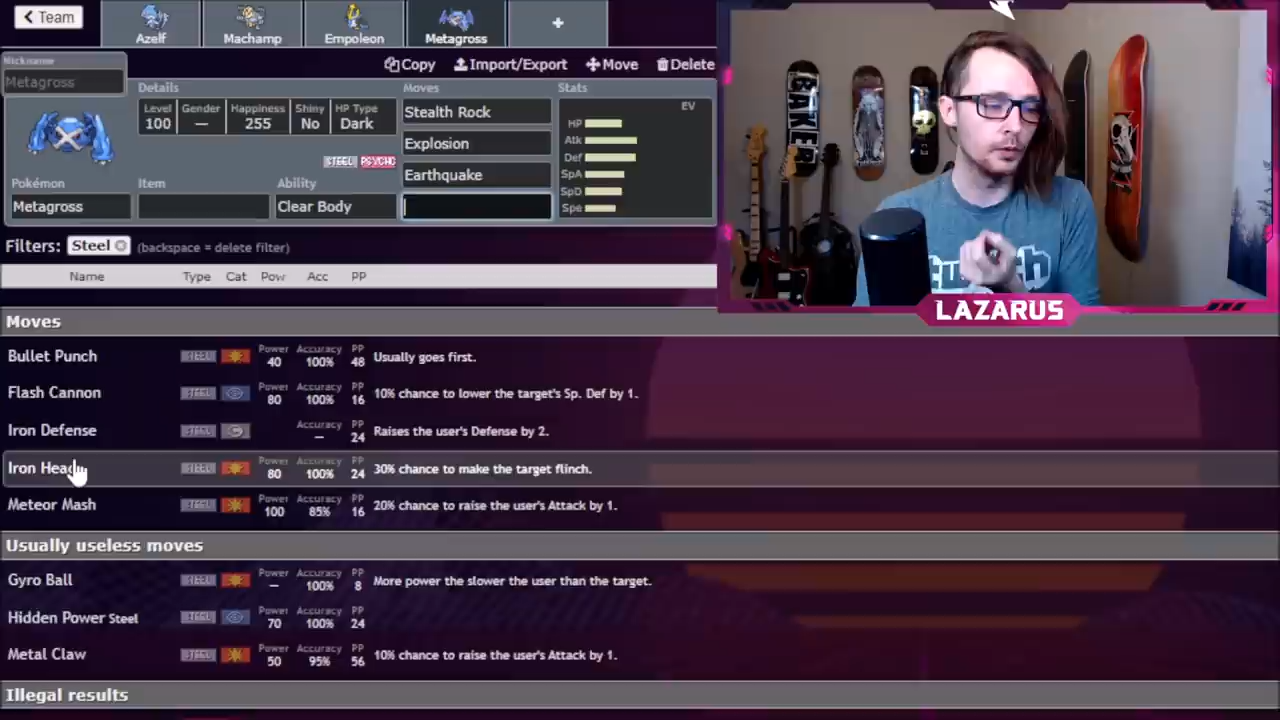 Team
Azelf
Machamp
Empoleon
Metagross
+
Copy
Import/Export
Move
Delete
Nickname
Metagross
Details
Level
100
Gender
—
Happiness
255
Shiny
No
HP Type
Dark
STEEL PSYCHC
Pokémon
Metagross
Item
Ability
Clear Body
Moves
Stealth Rock
Explosion
Earthquake
Stats
EV
HP
Atk
Def
SpA
SpD
Spe
LAZARUS
Filters: Steel (backspace = delete filter)
Name Type Cat Pow Acc PP
Moves
Bullet Punch STEEL Power 40 Accuracy 100% PP 48 Usually goes first.
Flash Cannon STEEL Power 80 Accuracy 100% PP 16 10% chance to lower the target's Sp. Def by 1.
Iron Defense STEEL Accuracy — PP 24 Raises the user's Defense by 2.
Iron Head STEEL Power 80 Accuracy 100% PP 24 30% chance to make the target flinch.
Meteor Mash STEEL Power 100 Accuracy 85% PP 16 20% chance to raise the user's Attack by 1.
Usually useless moves
Gyro Ball STEEL Power — Accuracy 100% PP 8 More power the slower the user than the target.
Hidden Power Steel STEEL Power 70 Accuracy 100% PP 24
Metal Claw STEEL Power 50 Accuracy 95% PP 56 10% chance to raise the user's Attack by 1.
Illegal results